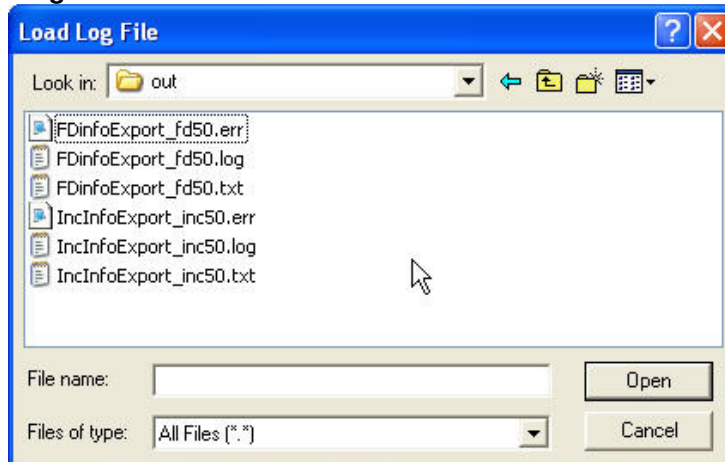 Load Log File
Look in: out
FDinfoExport_fd50.err
FDinfoExport_fd50.log
FDinfoExport_fd50.txt
IncInfoExport_inc50.err
IncInfoExport_inc50.log
IncInfoExport_inc50.txt
File name: Open
Files of type: All Files (*.*) Cancel